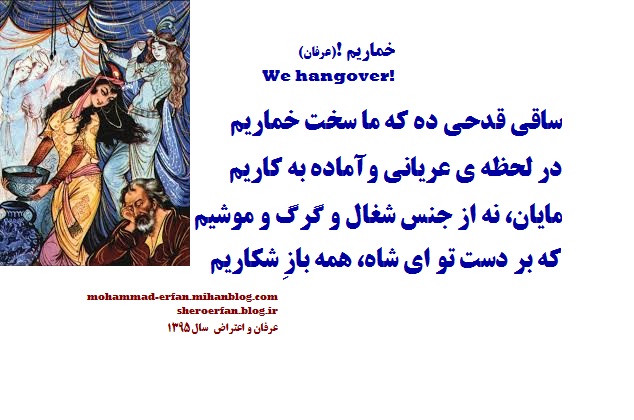 خماریم !(عرفان)
We hangover!
ساقی قدحی ده که ما سخت خماریم
در لحظه ی عریانی و آماده به کاریم
مایان، نه از جنس شغال و گرگ و موشیم
که بر دست تو ای شاه، همه بازِ شکاریم
mohammad-erfan.mihanblog.com
sheroerfan.blog.ir
عرفان و اعتراض سال ۱۳۹۵